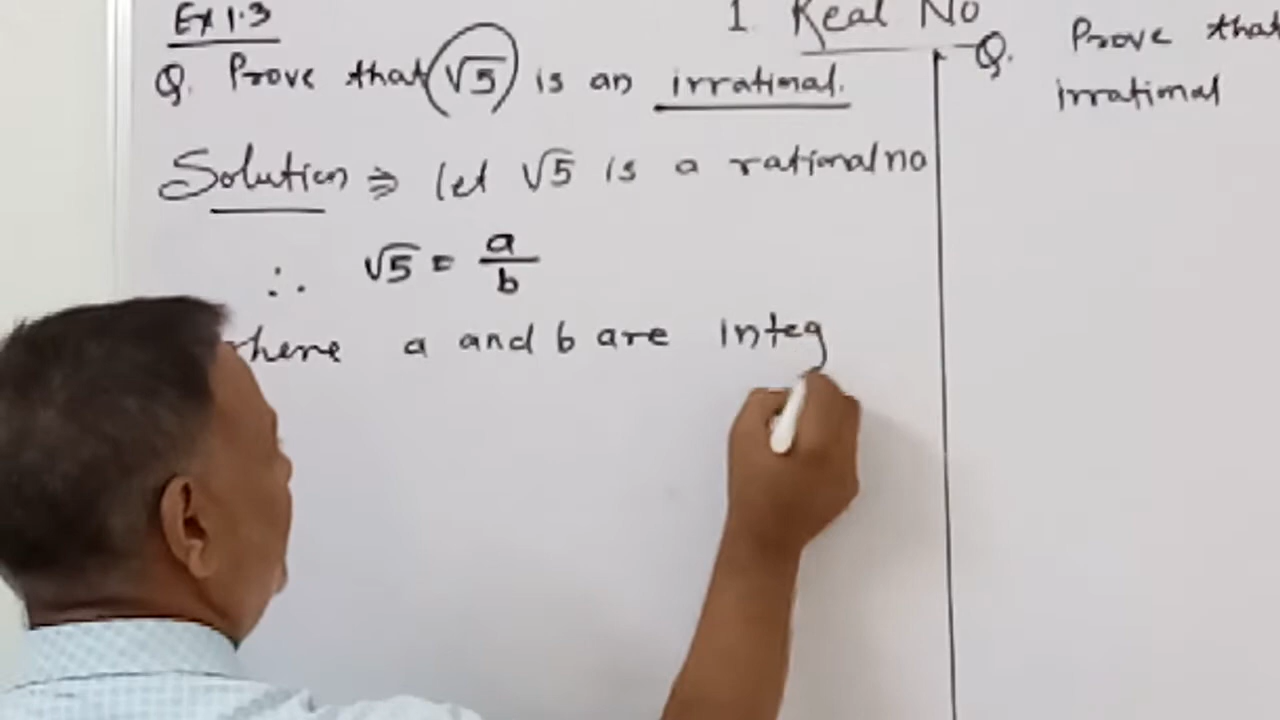 Ex 1.3
1. Real No
Q. Prove that √5 is an irrational.
Solution ⇒ let √5 is a rational no
∴ √5 = a/b
where a and b are integ
Q. Prove that
irrational